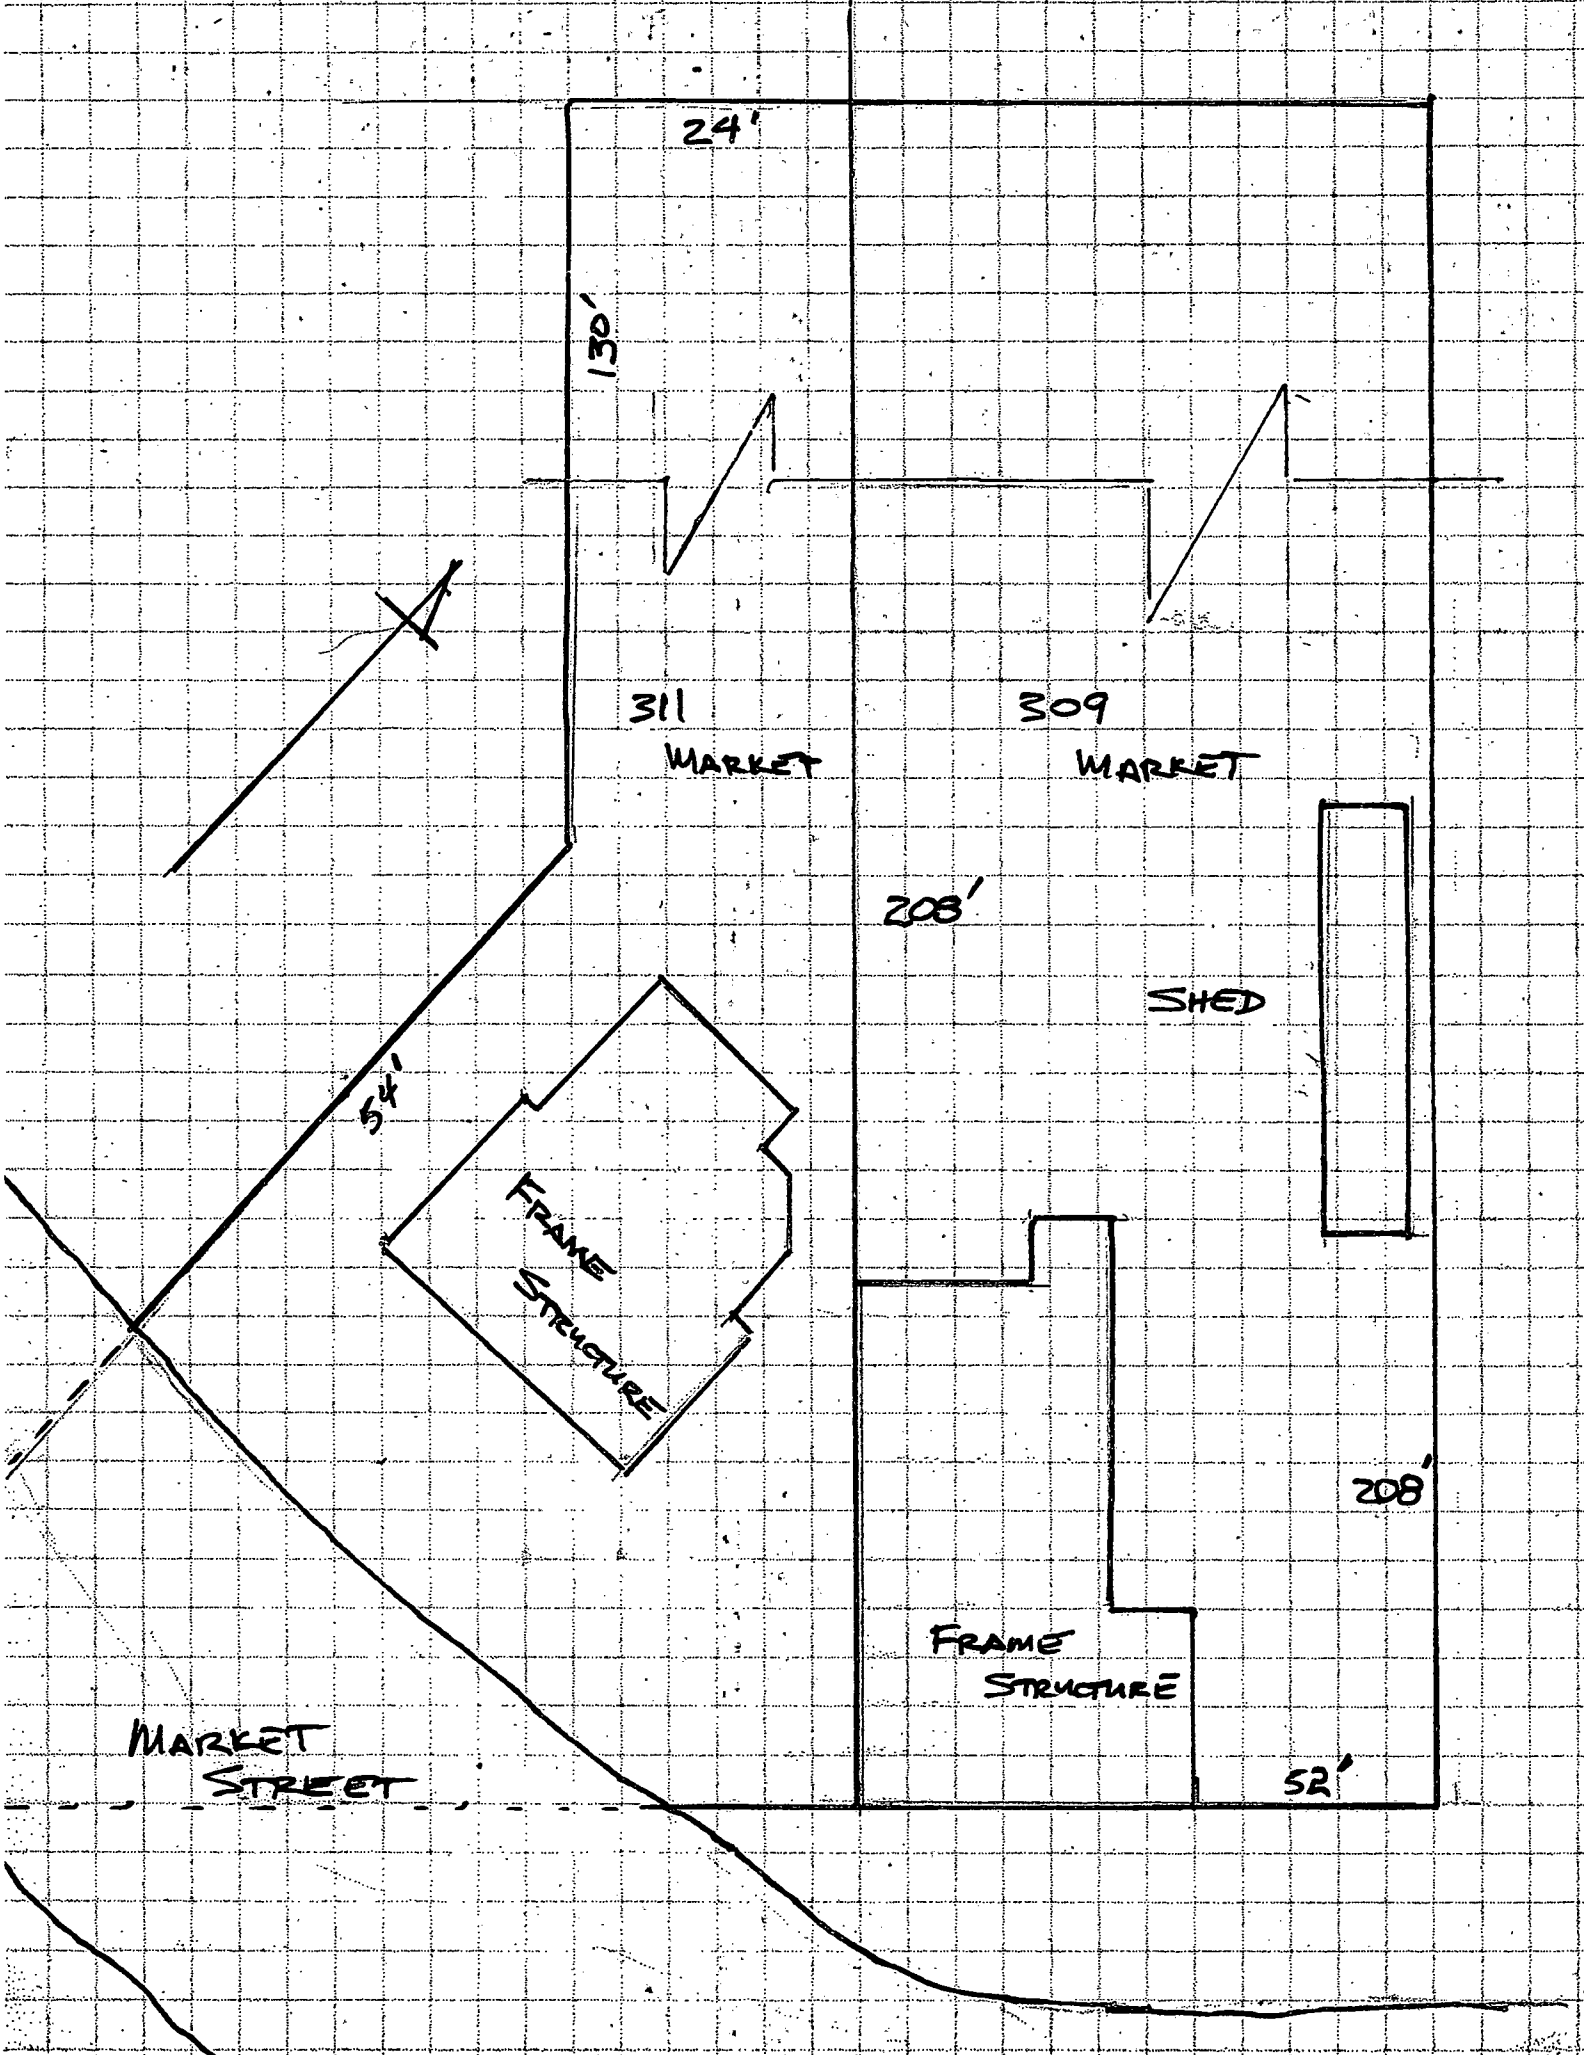 24'
130'
311
MARKET
309
MARKET
208'
SHED
54'
FRAME
STRUCTURE
208'
FRAME
STRUCTURE
MARKET
STREET
52'